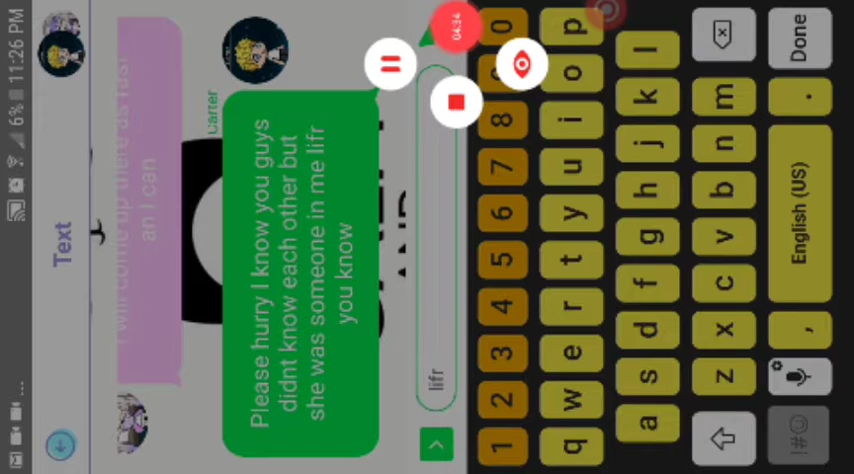 11:26 PM
6%
Text
I will come up there as fast
an I can
Carter
Please hurry I know you guys
didnt know each other but
she was someone in me lifr
you know
04:34
lifr
1 2 3 4 5 6 7 8 0
q w e r t y u i o p
a s d f g h j k l
z x c v b n m
!#☺ , English (US) . Done